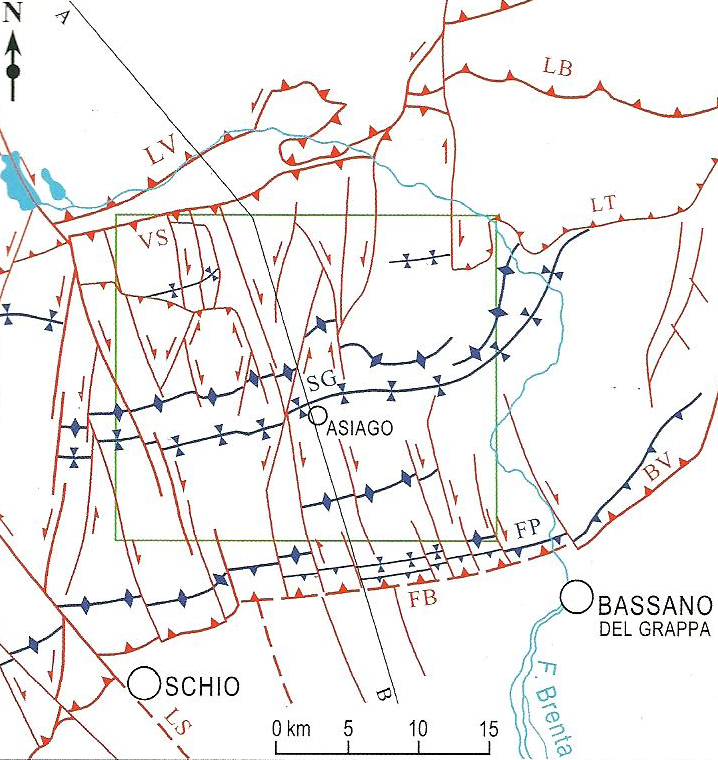 N
A
LB
LV
LT
VS
SG
ASIAGO
BV
FP
FB
BASSANO
DEL GRAPPA
SCHIO
LS
B
F. Brenta
0 km 5 10 15